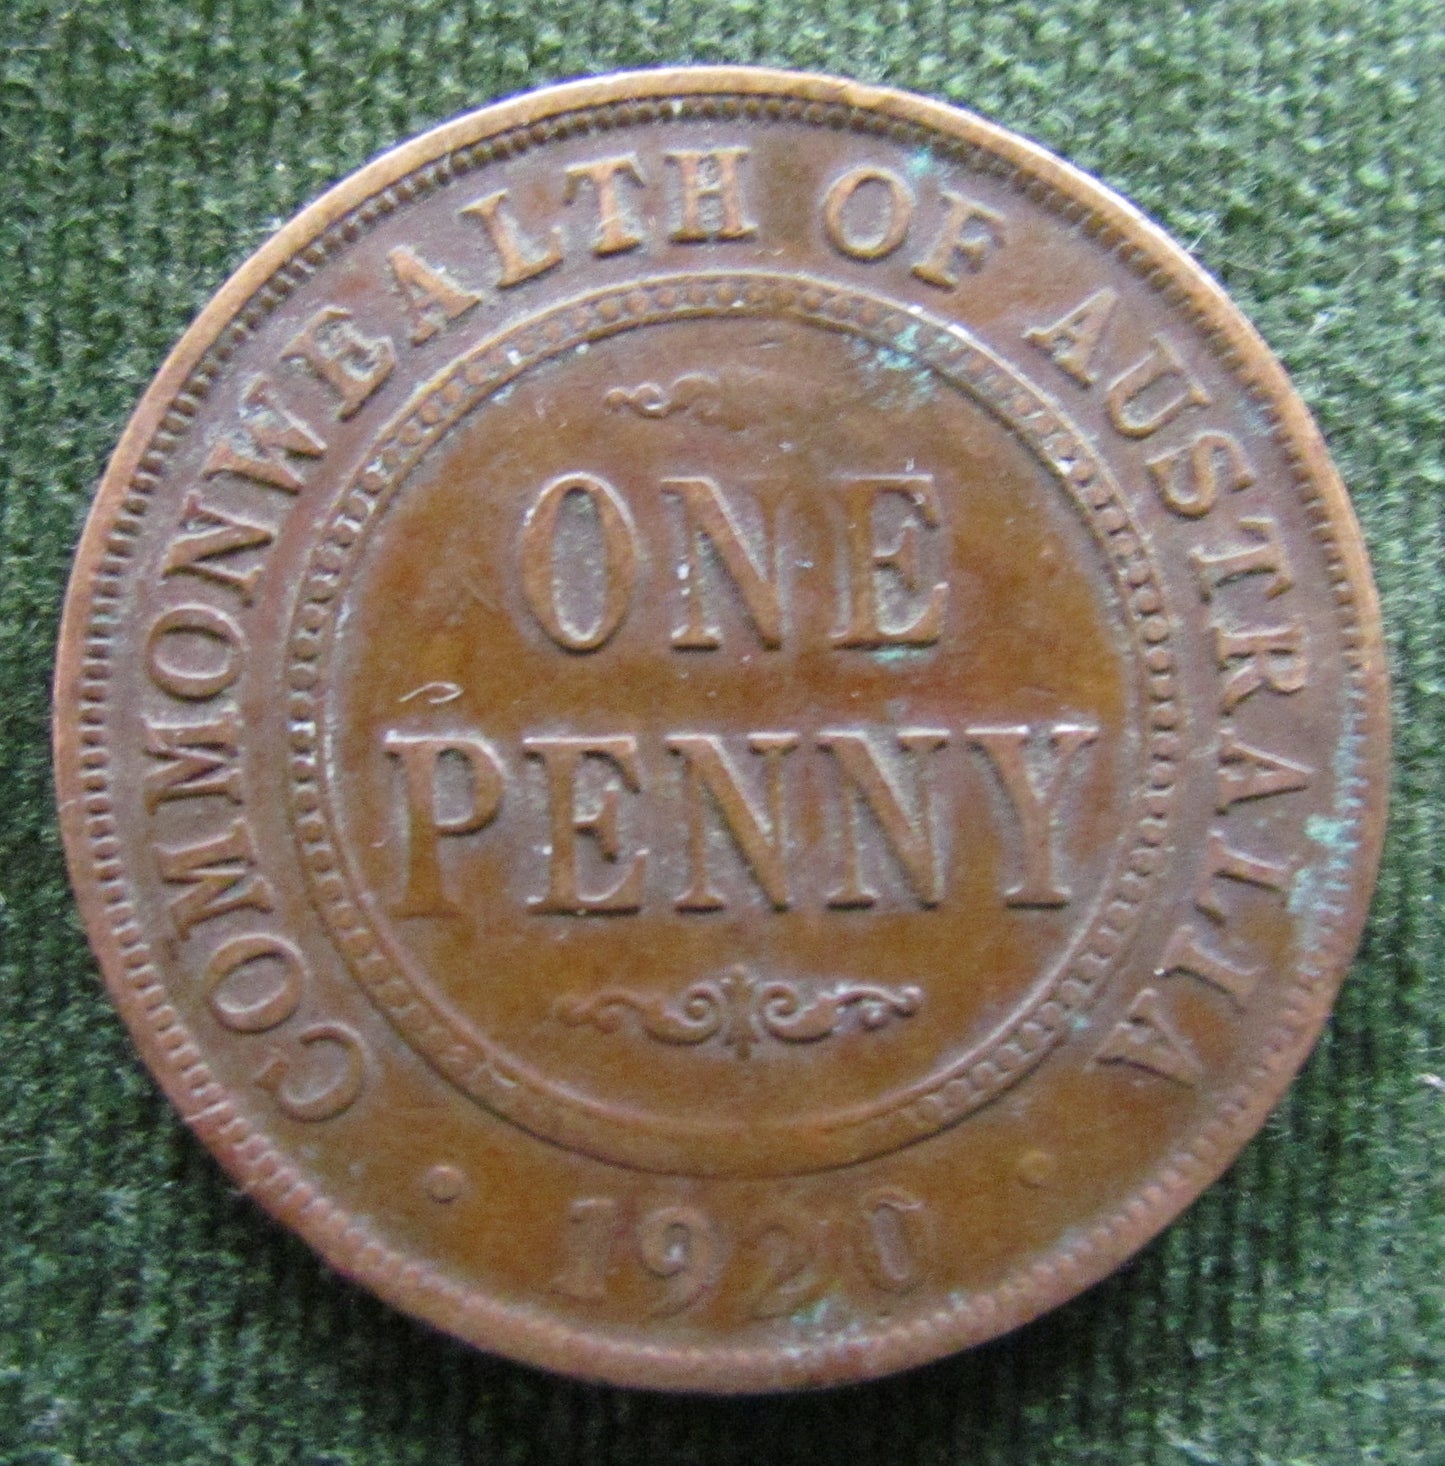 COMMONWEALTH OF AUSTRALIA
ONE
PENNY
1920